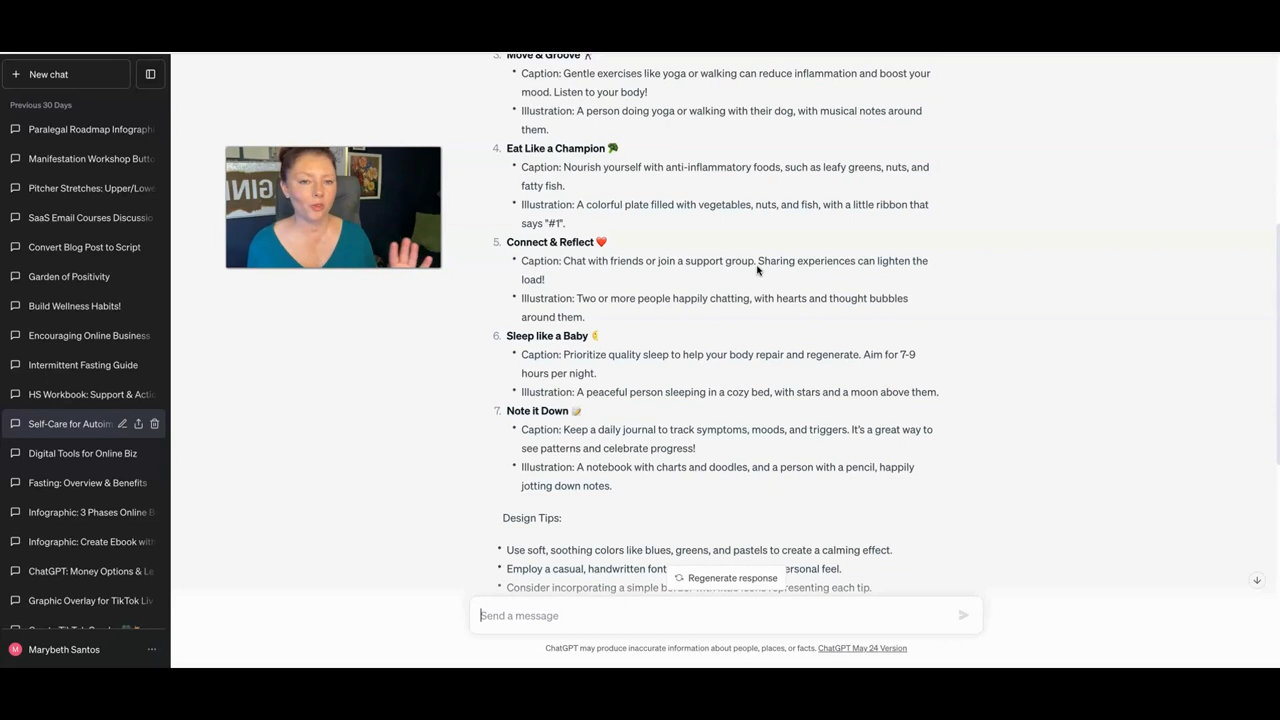 New chat
Previous 30 Days
Paralegal Roadmap Infographi
Manifestation Workshop Butto
Pitcher Stretches: Upper/Lowe
SaaS Email Courses Discussio
Convert Blog Post to Script
Garden of Positivity
Build Wellness Habits!
Encouraging Online Business
Intermittent Fasting Guide
HS Workbook: Support & Actio
Self-Care for Autoim
Digital Tools for Online Biz
Fasting: Overview & Benefits
Infographic: 3 Phases Online B
Infographic: Create Ebook with
ChatGPT: Money Options & Le
Graphic Overlay for TikTok Liv
Marybeth Santos
3. Move & Groove
Caption: Gentle exercises like yoga or walking can reduce inflammation and boost your
mood. Listen to your body!
Illustration: A person doing yoga or walking with their dog, with musical notes around
them.
4. Eat Like a Champion 🥦
Caption: Nourish yourself with anti-inflammatory foods, such as leafy greens, nuts, and
fatty fish.
Illustration: A colorful plate filled with vegetables, nuts, and fish, with a little ribbon that
says "#1".
5. Connect & Reflect ❤️
Caption: Chat with friends or join a support group. Sharing experiences can lighten the
load!
Illustration: Two or more people happily chatting, with hearts and thought bubbles
around them.
6. Sleep like a Baby 🌜
Caption: Prioritize quality sleep to help your body repair and regenerate. Aim for 7-9
hours per night.
Illustration: A peaceful person sleeping in a cozy bed, with stars and a moon above them.
7. Note it Down 📝
Caption: Keep a daily journal to track symptoms, moods, and triggers. It's a great way to
see patterns and celebrate progress!
Illustration: A notebook with charts and doodles, and a person with a pencil, happily
jotting down notes.
Design Tips:
Use soft, soothing colors like blues, greens, and pastels to create a calming effect.
Employ a casual, handwritten font personal feel.
Regenerate response
Consider incorporating a simple border with little icons representing each tip.
Send a message
ChatGPT may produce inaccurate information about people, places, or facts. ChatGPT May 24 Version